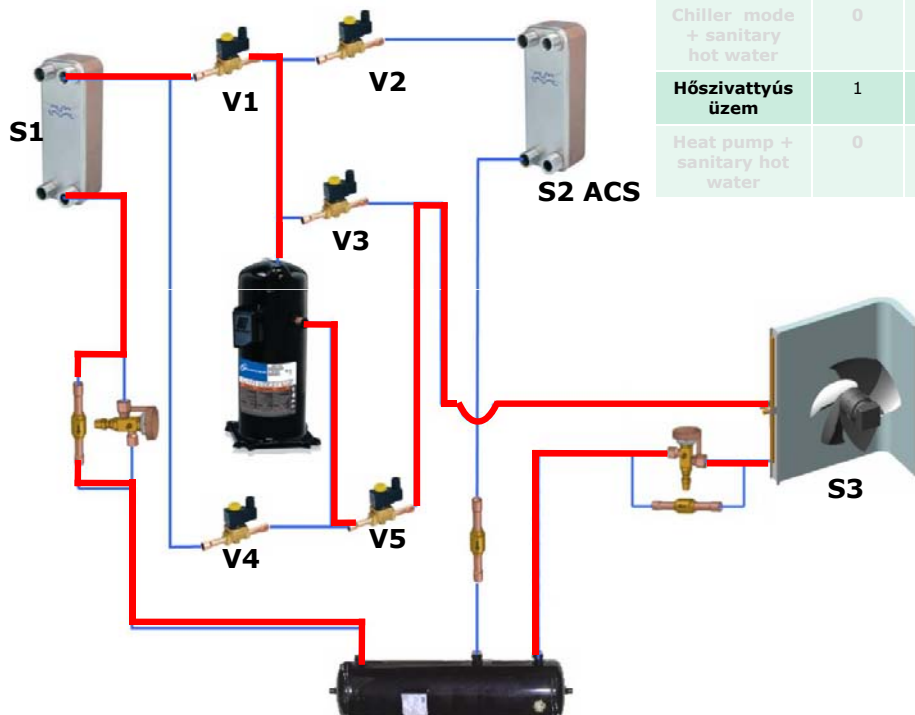 Chiller mode
+ sanitary
hot water
0
Hőszivattyús
üzem
1
Heat pump +
sanitary hot
water
0
S1
V1
V2
S2 ACS
V3
V4
V5
S3